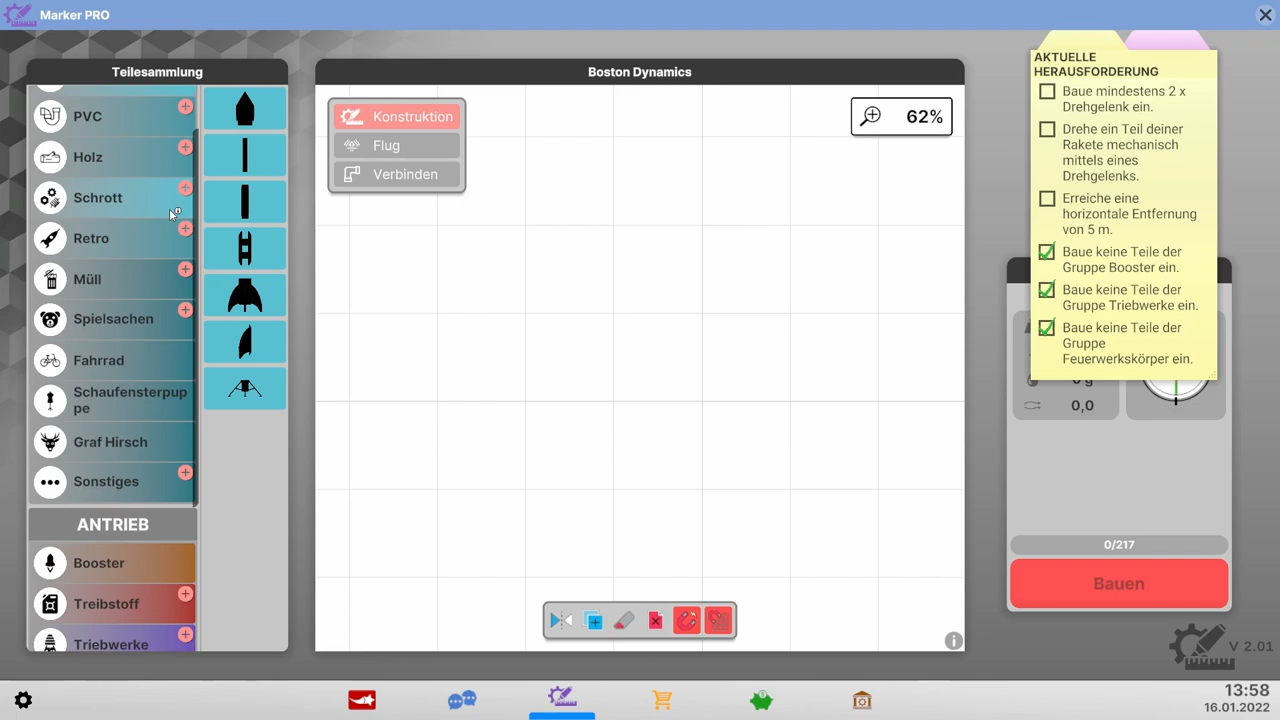 Marker PRO
Teilesammlung
PVC
Holz
Schrott
Retro
Müll
Spielsachen
Fahrrad
Schaufensterpup
pe
Graf Hirsch
Sonstiges
ANTRIEB
Booster
Treibstoff
Triebwerke
Boston Dynamics
Konstruktion
Flug
Verbinden
62%
AKTUELLE
HERAUSFORDERUNG
Baue mindestens 2 x
Drehgelenk ein.
Drehe ein Teil deiner
Rakete mechanisch
mittels eines
Drehgelenks.
Erreiche eine
horizontale Entfernung
von 5 m.
Baue keine Teile der
Gruppe Booster ein.
Baue keine Teile der
Gruppe Triebwerke ein.
Baue keine Teile der
Gruppe
Feuerwerkskörper ein.
0 g
0,0
0/217
Bauen
V 2.01
13:58
16.01.2022